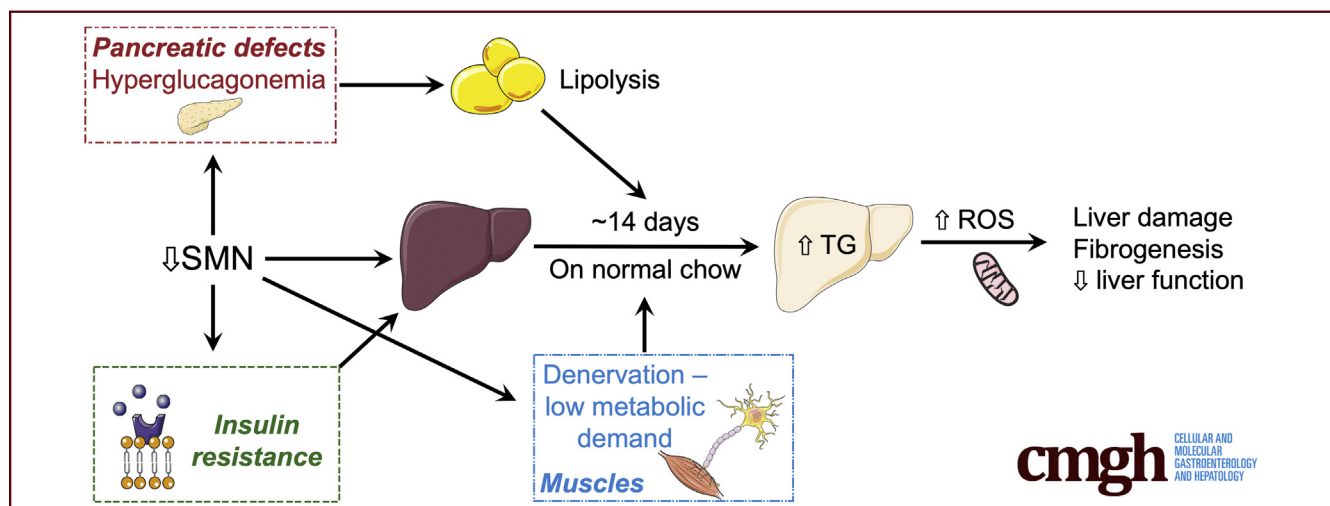 Pancreatic defects
Hyperglucagonemia
Lipolysis
⇩SMN
~14 days
On normal chow
⇧ TG
⇧ ROS
Liver damage
Fibrogenesis
⇩ liver function
Insulin
resistance
Denervation –
low metabolic
demand
Muscles
cmgh
CELLULAR AND
MOLECULAR
GASTROENTEROLOGY
AND HEPATOLOGY